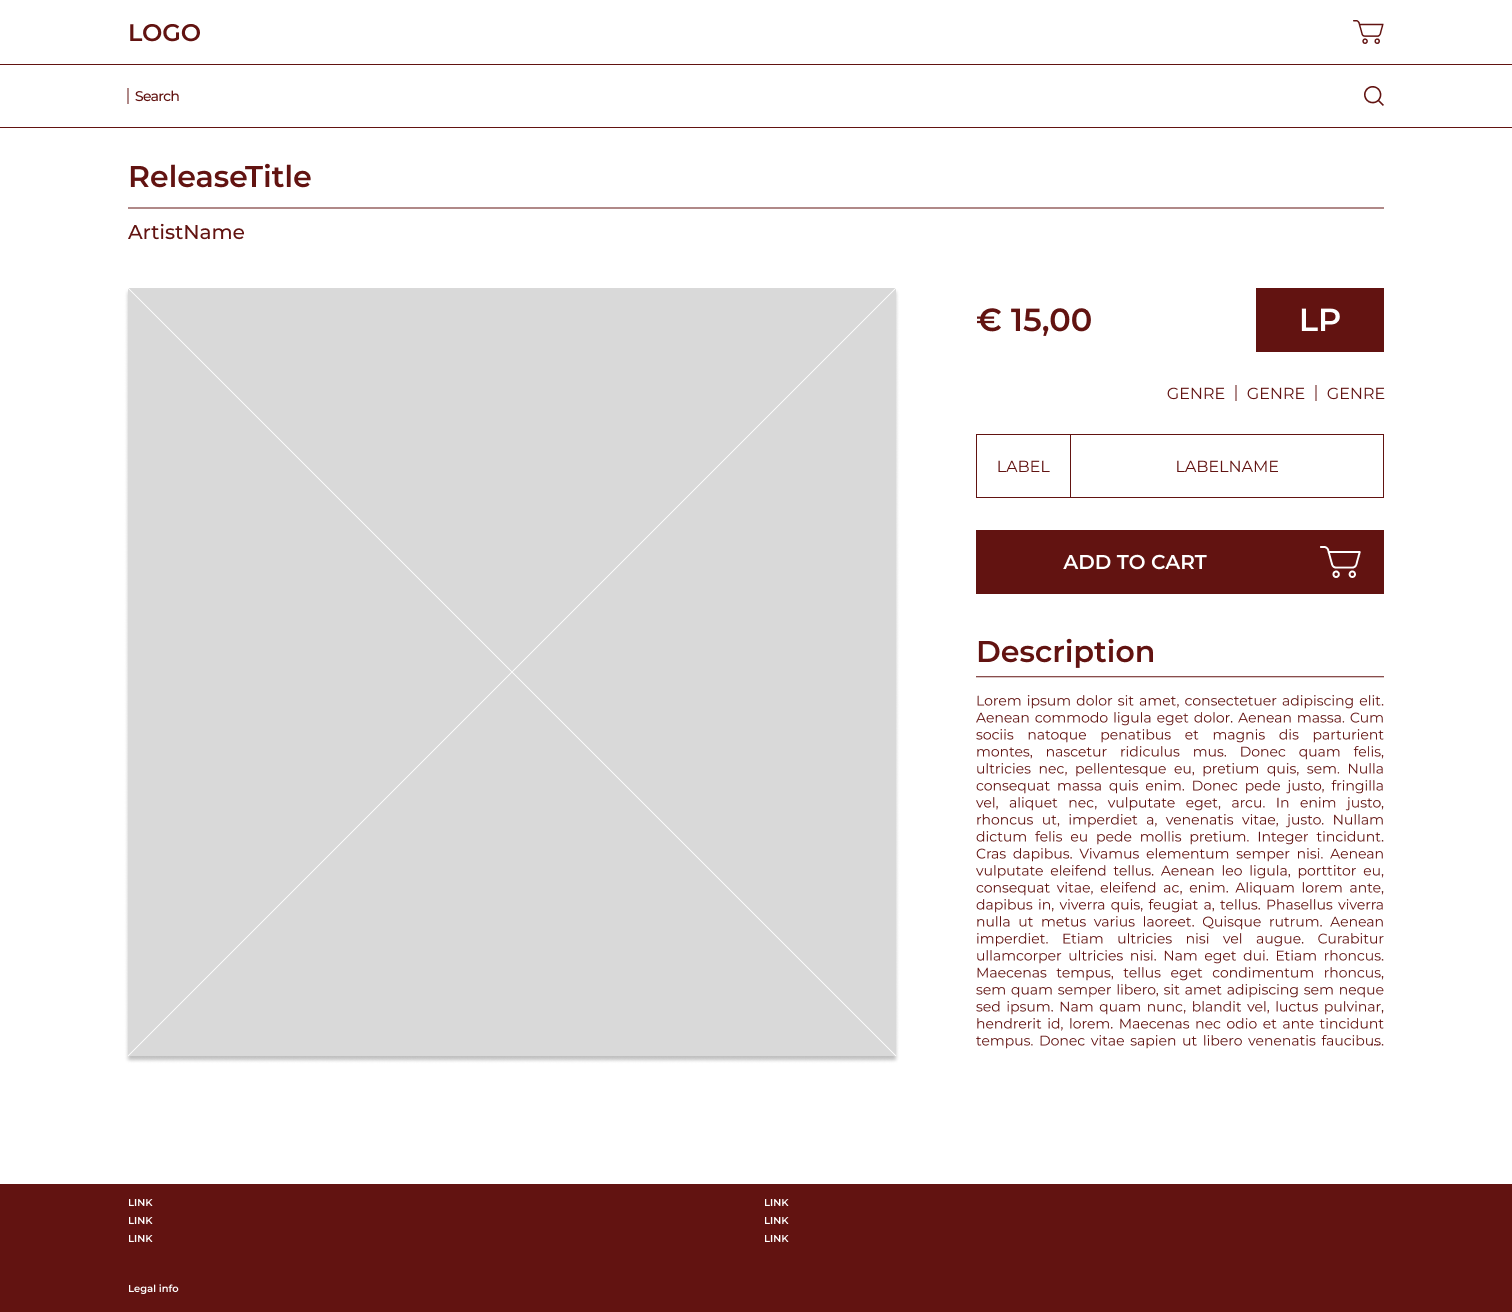 LOGO
Search
ReleaseTitle
ArtistName
€ 15,00
LP
GENRE | GENRE | GENRE
LABEL
LABELNAME
ADD TO CART
Description
Lorem ipsum dolor sit amet, consectetuer adipiscing elit.
Aenean commodo ligula eget dolor. Aenean massa. Cum
sociis natoque penatibus et magnis dis parturient
montes, nascetur ridiculus mus. Donec quam felis,
ultricies nec, pellentesque eu, pretium quis, sem. Nulla
consequat massa quis enim. Donec pede justo, fringilla
vel, aliquet nec, vulputate eget, arcu. In enim justo,
rhoncus ut, imperdiet a, venenatis vitae, justo. Nullam
dictum felis eu pede mollis pretium. Integer tincidunt.
Cras dapibus. Vivamus elementum semper nisi. Aenean
vulputate eleifend tellus. Aenean leo ligula, porttitor eu,
consequat vitae, eleifend ac, enim. Aliquam lorem ante,
dapibus in, viverra quis, feugiat a, tellus. Phasellus viverra
nulla ut metus varius laoreet. Quisque rutrum. Aenean
imperdiet. Etiam ultricies nisi vel augue. Curabitur
ullamcorper ultricies nisi. Nam eget dui. Etiam rhoncus.
Maecenas tempus, tellus eget condimentum rhoncus,
sem quam semper libero, sit amet adipiscing sem neque
sed ipsum. Nam quam nunc, blandit vel, luctus pulvinar,
hendrerit id, lorem. Maecenas nec odio et ante tincidunt
tempus. Donec vitae sapien ut libero venenatis faucibus.
LINK
LINK
LINK
LINK
LINK
LINK
Legal info